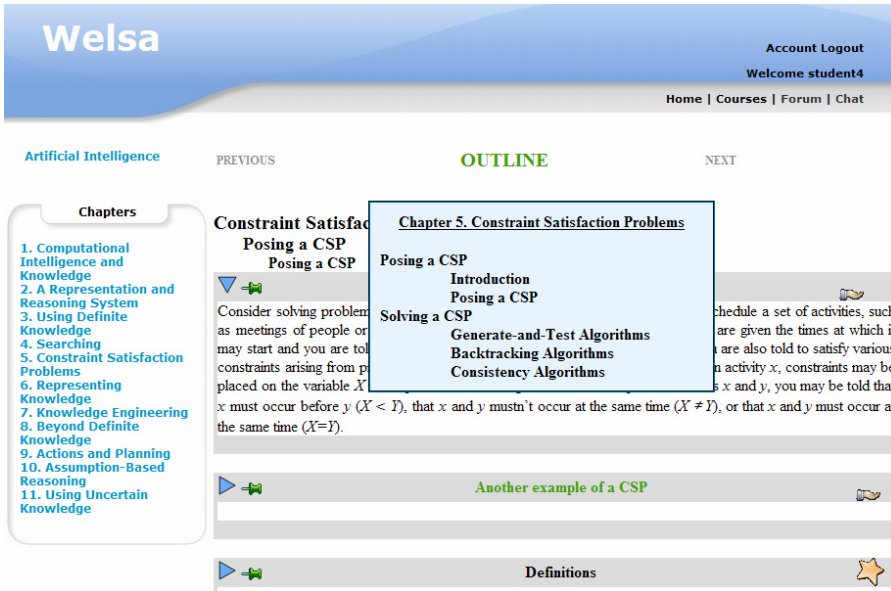 Welsa
Account Logout
Welcome student4
Home | Courses | Forum | Chat
Artificial Intelligence
PREVIOUS
OUTLINE
NEXT
Chapters
1. Computational
Intelligence and
Knowledge
2. A Representation and
Reasoning System
3. Using Definite
Knowledge
4. Searching
5. Constraint Satisfaction
Problems
6. Representing
Knowledge
7. Knowledge Engineering
8. Beyond Definite
Knowledge
9. Actions and Planning
10. Assumption-Based
Reasoning
11. Using Uncertain
Knowledge
Constraint Satisfac
Posing a CSP
Posing a CSP
Chapter 5. Constraint Satisfaction Problems
Posing a CSP
Introduction
Posing a CSP
Solving a CSP
Generate-and-Test Algorithms
Backtracking Algorithms
Consistency Algorithms
Consider solving problem chedule a set of activities, such
as meetings of people or are given the times at which i
may start and you are tol are also told to satisfy various
constraints arising from p n activity x, constraints may be
placed on the variable X s x and y, you may be told tha
x must occur before y (X < Y), that x and y mustn't occur at the same time (X ≠ Y), or that x and y must occur a
the same time (X=Y).
Another example of a CSP
Definitions